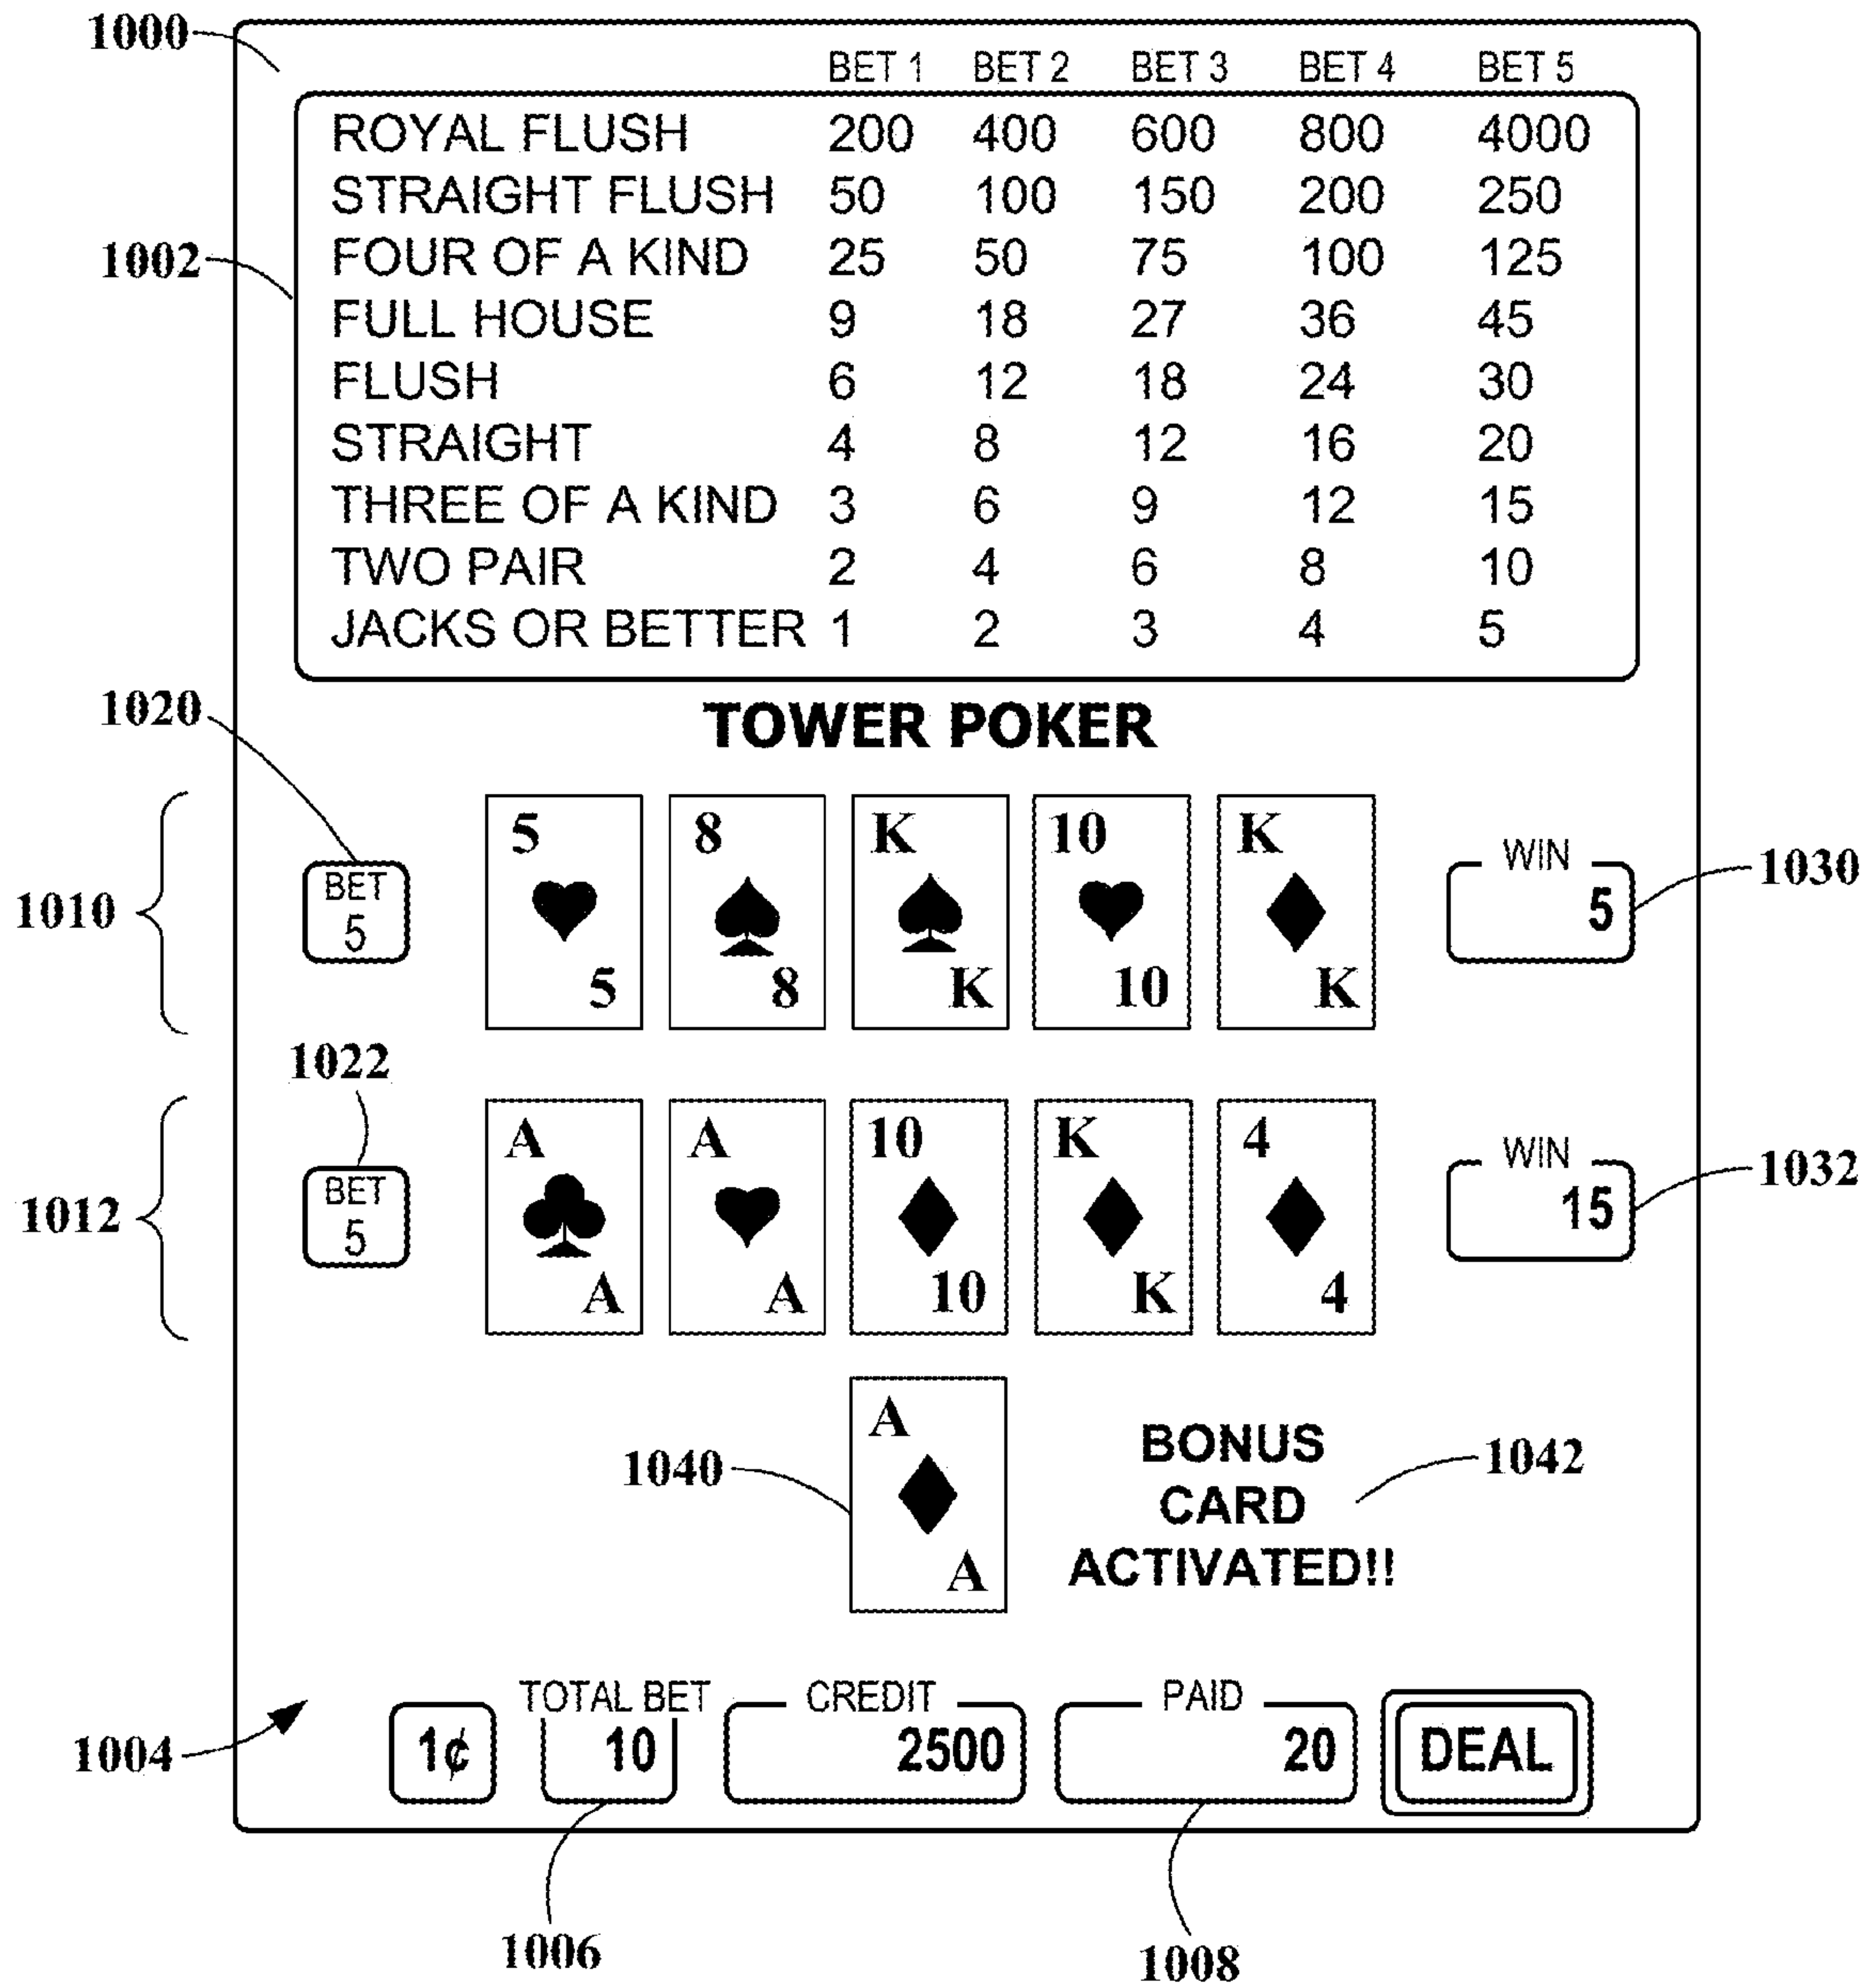 1000
BET 1 BET 2 BET 3 BET 4 BET 5
ROYAL FLUSH 200 400 600 800 4000
STRAIGHT FLUSH 50 100 150 200 250
1002 FOUR OF A KIND 25 50 75 100 125
FULL HOUSE 9 18 27 36 45
FLUSH 6 12 18 24 30
STRAIGHT 4 8 12 16 20
THREE OF A KIND 3 6 9 12 15
TWO PAIR 2 4 6 8 10
JACKS OR BETTER 1 2 3 4 5
1020
TOWER POKER
5 8 K 10 K
WIN
1030
1010
BET
5
5
5 8 K 10 K
1022
A A 10 K 4
WIN
1032
1012
BET
5
15
A A 10 K 4
A
1040
BONUS
CARD
ACTIVATED!!
1042
A
1004
TOTAL BET CREDIT PAID
1¢ 10 2500 20 DEAL
1006 1008